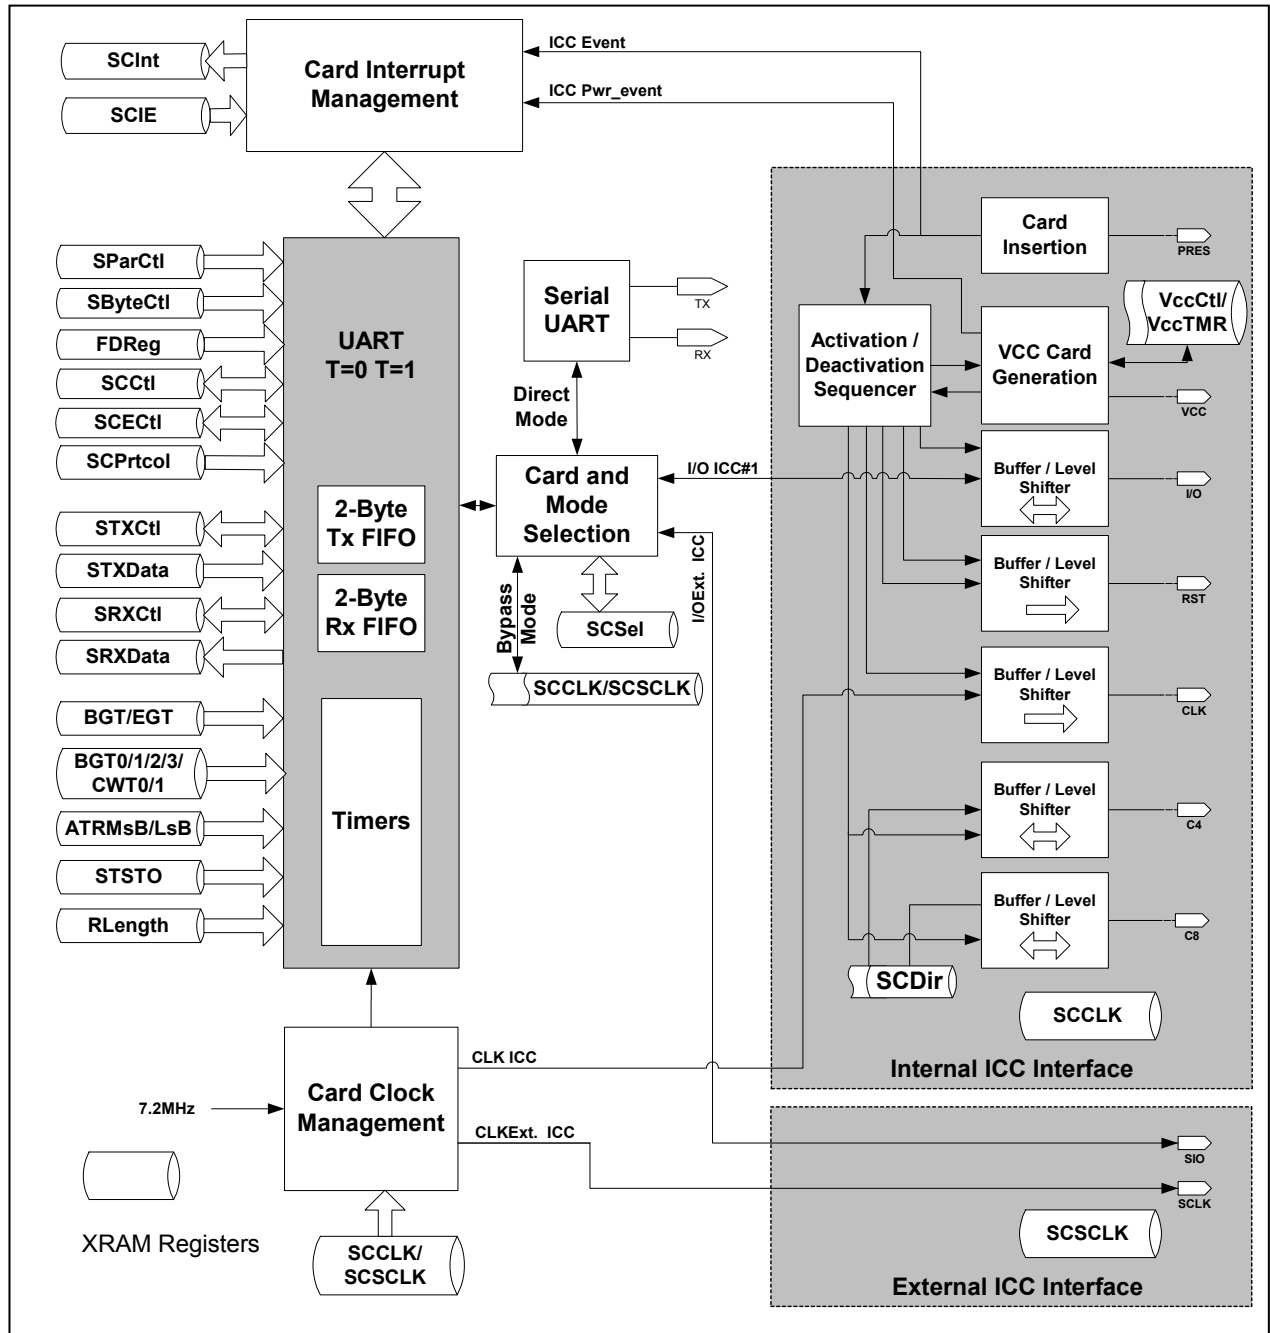 SCInt
SCIE
Card Interrupt
Management
ICC Event
ICC Pwr_event
SParCtl
SByteCtl
FDReg
SCCtl
SCECtl
SCPrtcol
STXCtl
STXData
SRXCtl
SRXData
BGT/EGT
BGT0/1/2/3/
CWT0/1
ATRMsB/LsB
STSTO
RLength
UART
T=0 T=1
2-Byte
Tx FIFO
2-Byte
Rx FIFO
Timers
Serial
UART
TX
RX
Direct
Mode
Card and
Mode
Selection
I/O ICC#1
I/OExt. ICC
Bypass
Mode
SCSel
SCCLK/SCSCLK
Card
Insertion
PRES
Activation /
Deactivation
Sequencer
VCC Card
Generation
VccCtl/
VccTMR
VCC
Buffer / Level
Shifter
I/O
Buffer / Level
Shifter
RST
Buffer / Level
Shifter
CLK
Buffer / Level
Shifter
C4
Buffer / Level
Shifter
C8
SCDir
SCCLK
Internal ICC Interface
CLK ICC
7.2MHz
Card Clock
Management
CLKExt. ICC
SIO
SCLK
SCSCLK
External ICC Interface
XRAM Registers
SCCLK/
SCSCLK